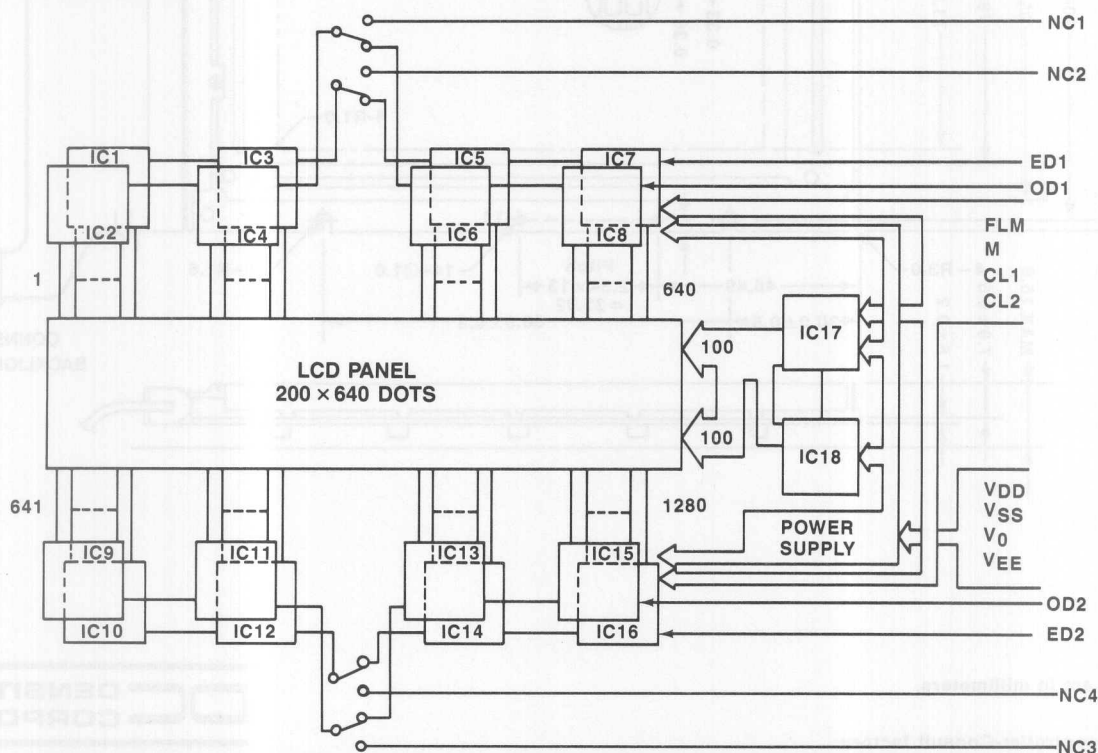 NC1
NC2
IC1
IC3
IC5
IC7
ED1
OD1
IC2
IC4
IC6
IC8
FLM
M
CL1
CL2
1
640
IC17
100
LCD PANEL
200 × 640 DOTS
100
IC18
641
1280
POWER
SUPPLY
VDD
VSS
V0
VEE
IC9
IC11
IC13
IC15
OD2
IC10
IC12
IC14
IC16
ED2
NC4
NC3